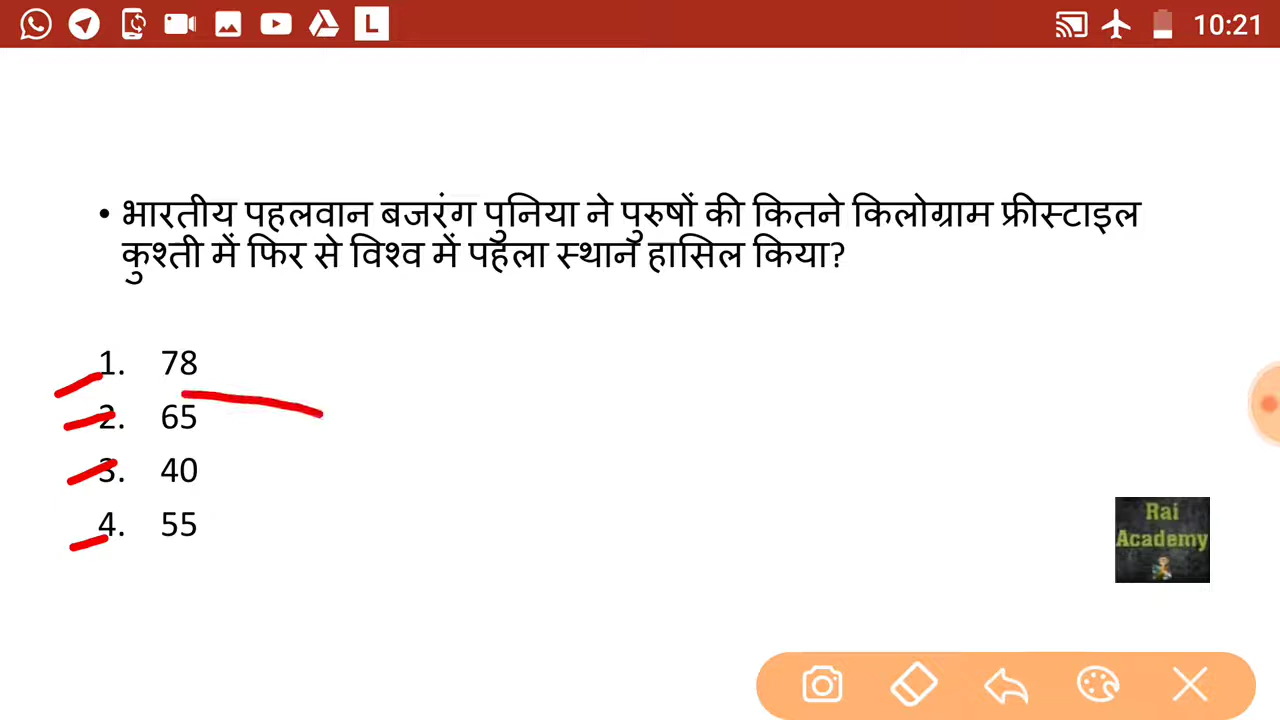 L 10:21
• भारतीय पहलवान बजरंग पुनिया ने पुरुषों की कितने किलोग्राम फ्रीस्टाइल
कुश्ती में फिर से विश्व में पहला स्थान हासिल किया?
1. 78
2. 65
3. 40
4. 55
Rai
Academy